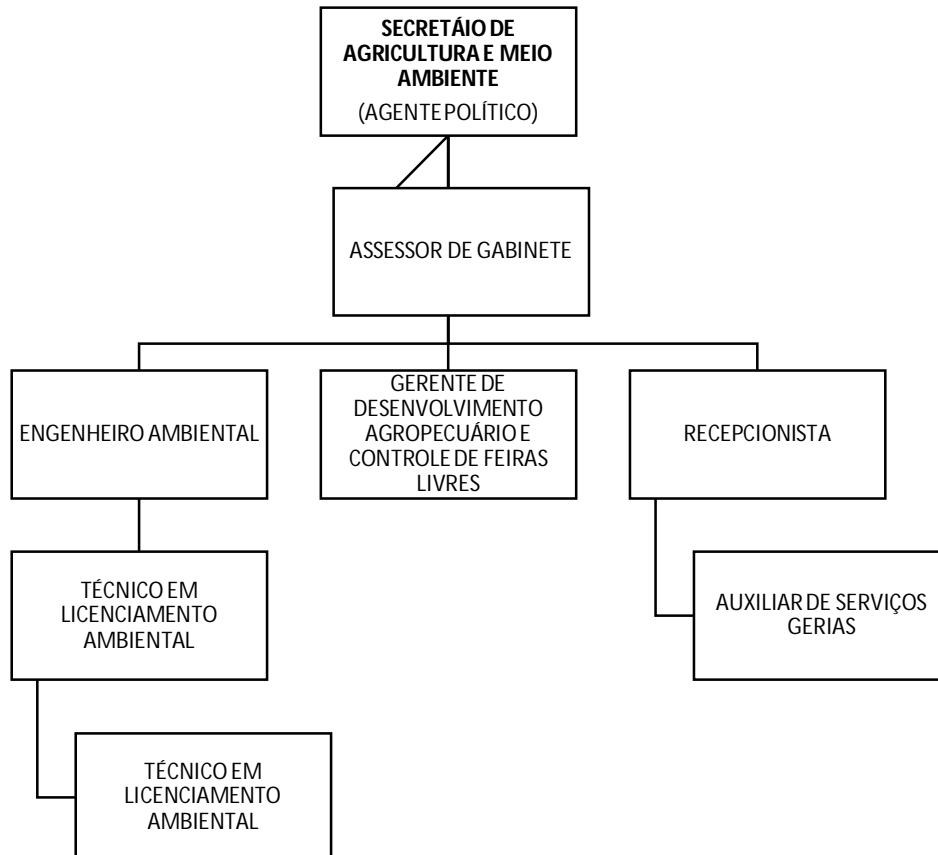 SECRETÁIO DE
AGRICULTURA E MEIO
AMBIENTE
(AGENTE POLÍTICO)
ASSESSOR DE GABINETE
ENGENHEIRO AMBIENTAL
GERENTE DE
DESENVOLVIMENTO
AGROPECUÁRIO E
CONTROLE DE FEIRAS
LIVRES
RECEPCIONISTA
TÉCNICO EM
LICENCIAMENTO
AMBIENTAL
AUXILIAR DE SERVIÇOS
GERIAS
TÉCNICO EM
LICENCIAMENTO
AMBIENTAL